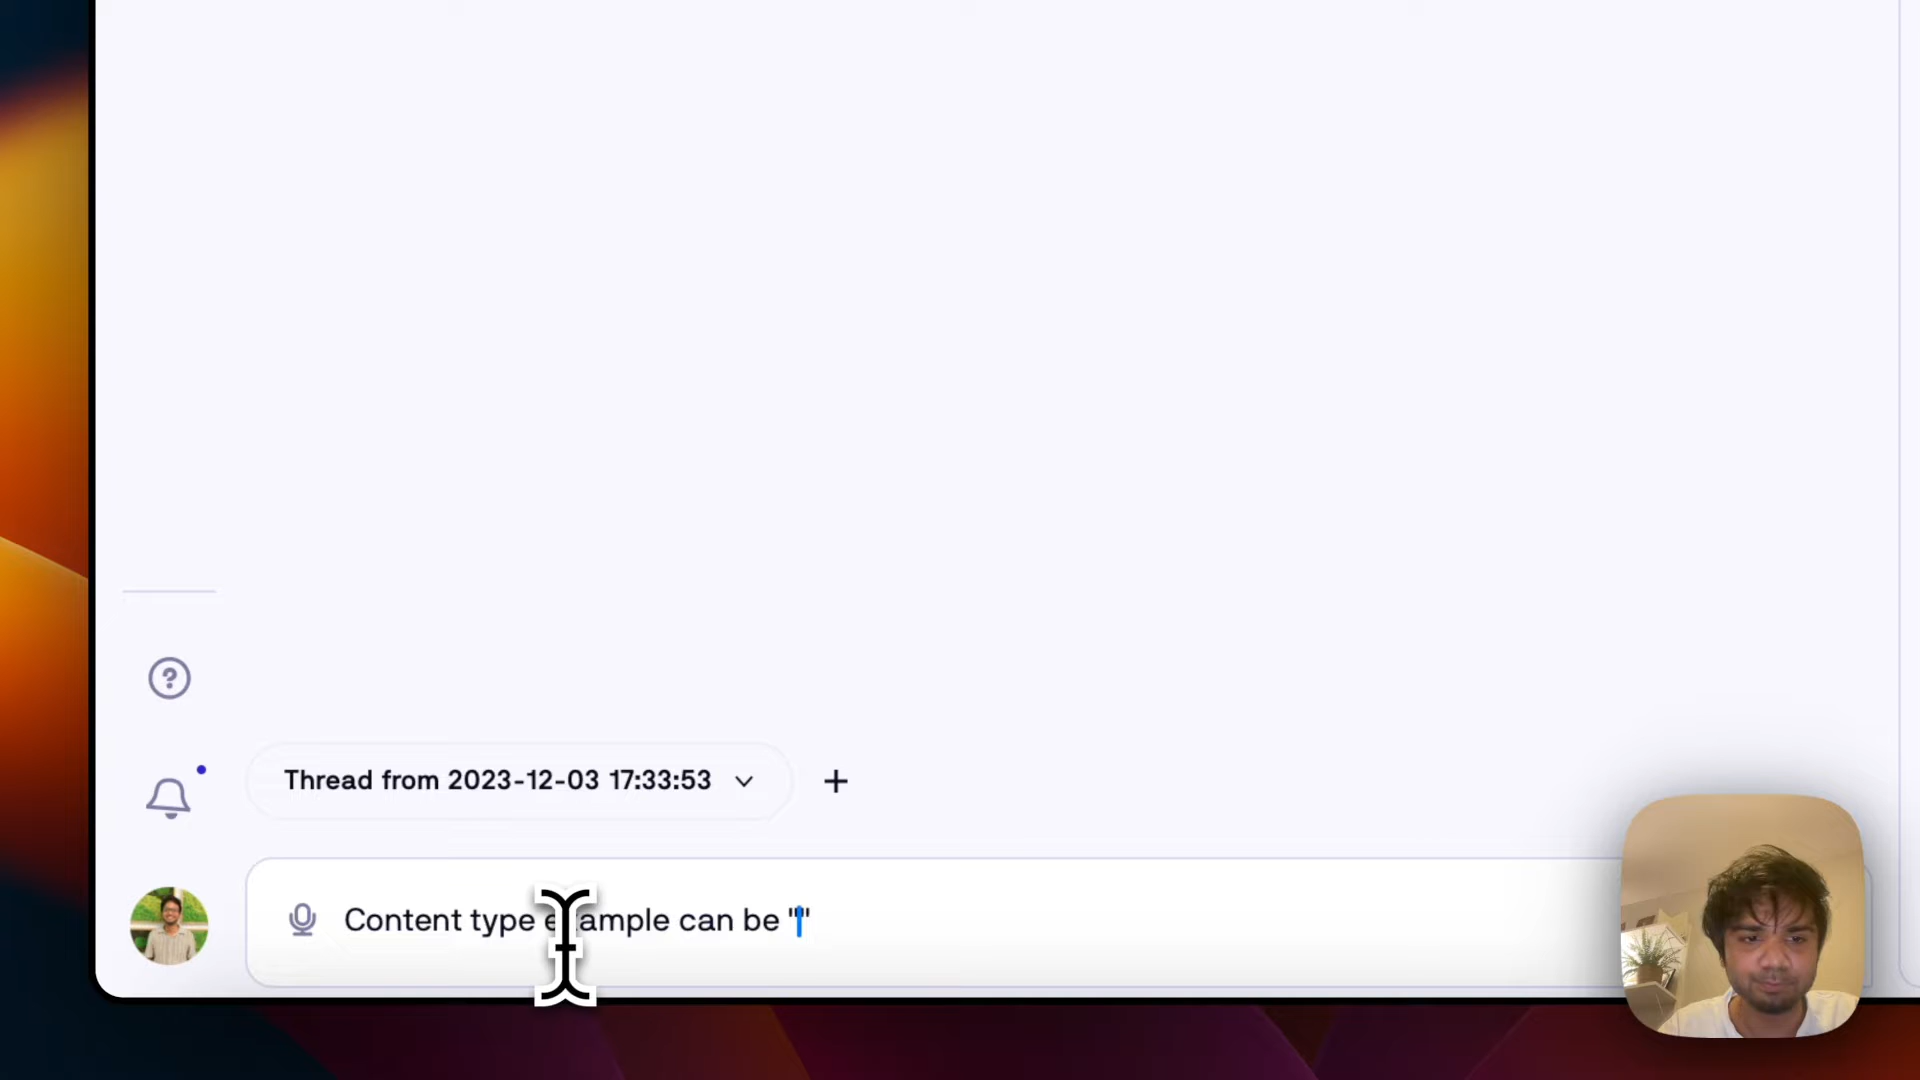 Thread from 2023-12-03 17:33:53
Content type example can be ""